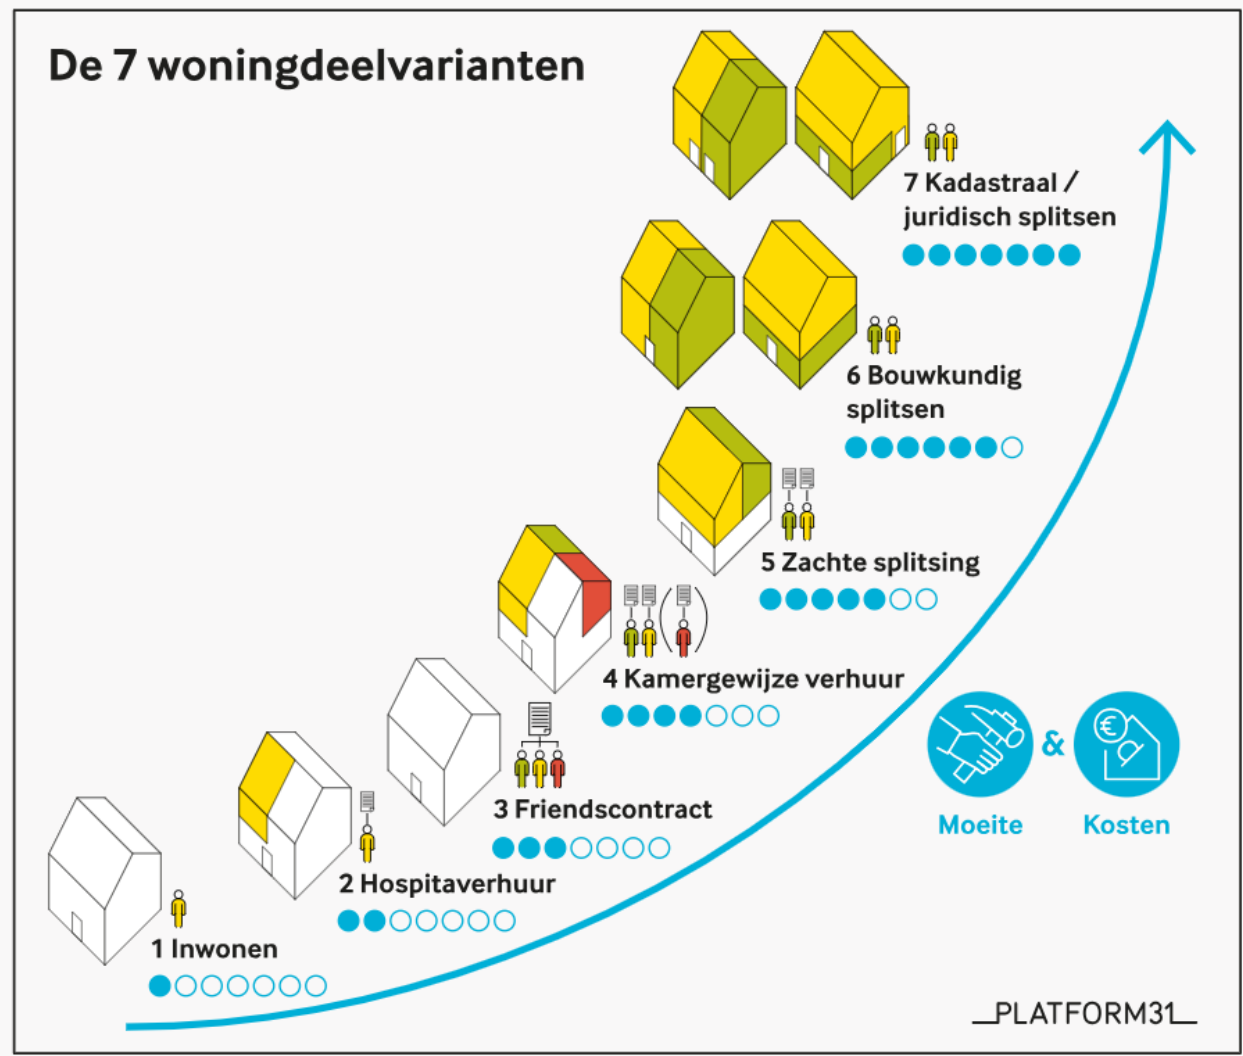 De 7 woningdeelvarianten
7 Kadastraal /
juridisch splitsen
6 Bouwkundig
splitsen
5 Zachte splitsing
4 Kamergewijze verhuur
3 Friendscontract
2 Hospitaverhuur
1 Inwonen
€
&
Moeite
Kosten
PLATFORM31